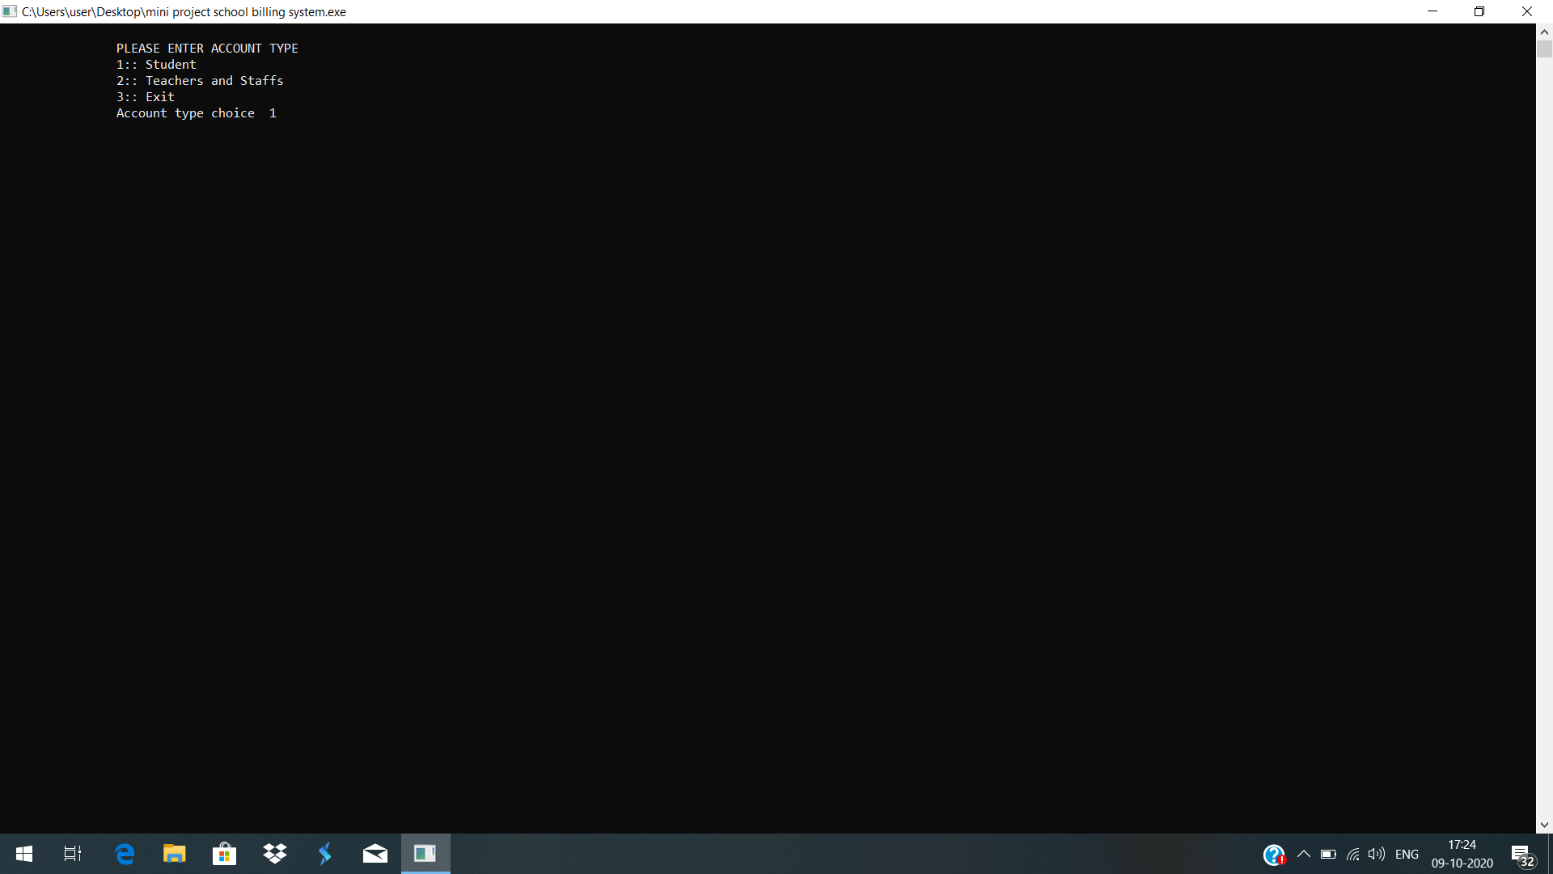 C:\Users\user\Desktop\mini project school billing system.exe
PLEASE ENTER ACCOUNT TYPE
1:: Student
2:: Teachers and Staffs
3:: Exit
Account type choice  1
ENG
17:24
09-10-2020
32